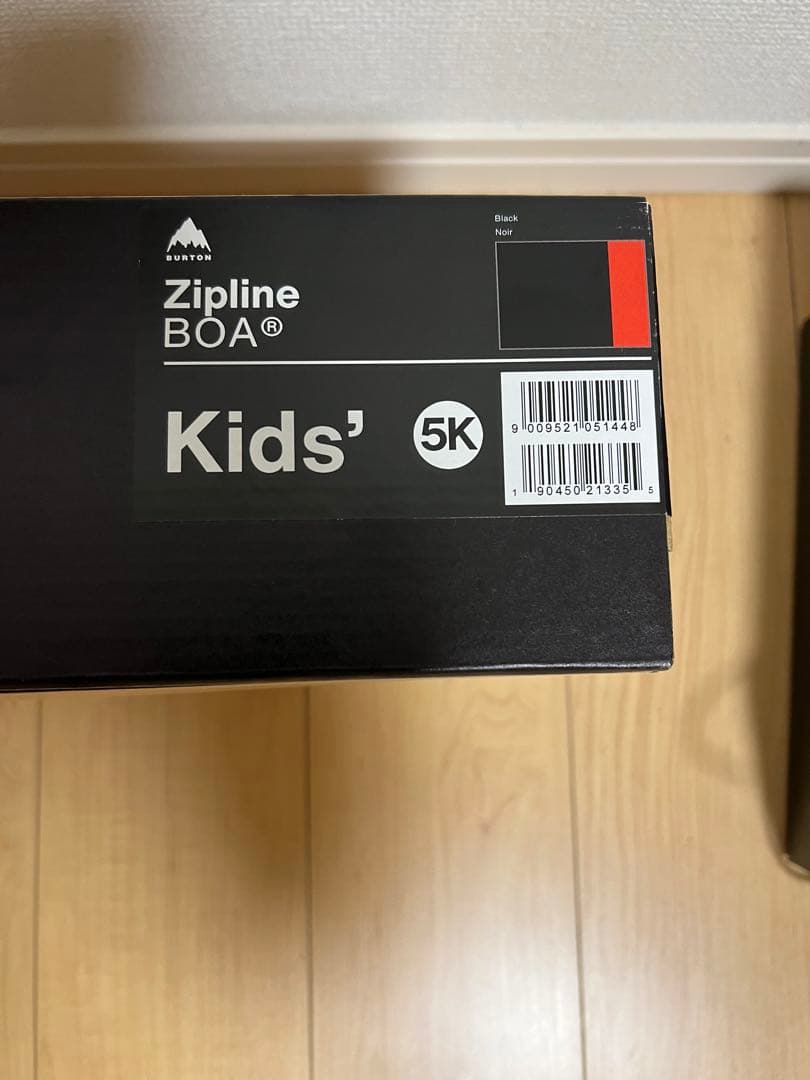 BURTON
Zipline
BOA®
Black
Noir
Kids’
5K
9 009521 051448
1 90450 21335 5